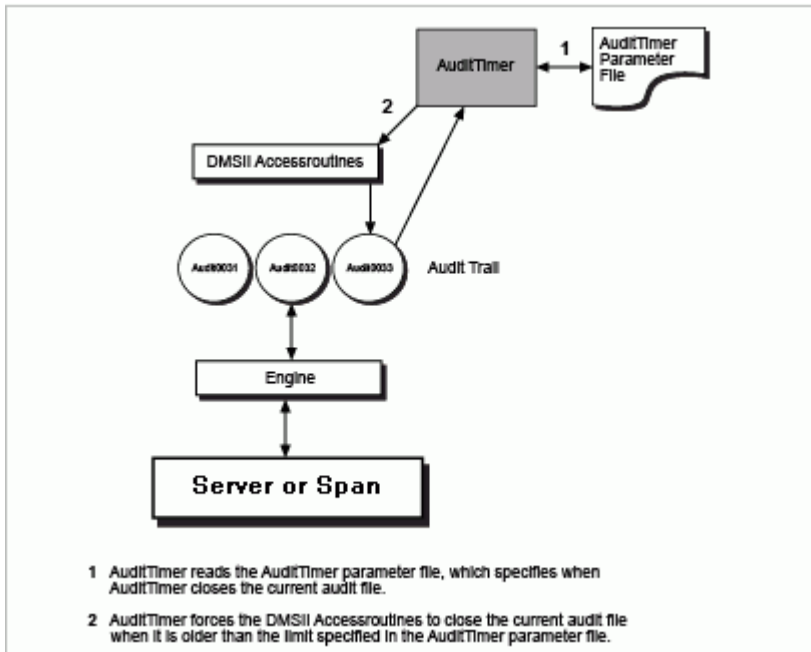 AuditTimer
1
AuditTimer
Parameter
File
2
DMSII Accessroutines
Audit0031
Audit0032
Audit0033
Audit Trail
Engine
Server or Span
1 AuditTimer reads the AuditTimer parameter file, which specifies when
AuditTimer closes the current audit file.
2 AuditTimer forces the DMSII Accessroutines to close the current audit file
when it is older than the limit specified in the AuditTimer parameter file.